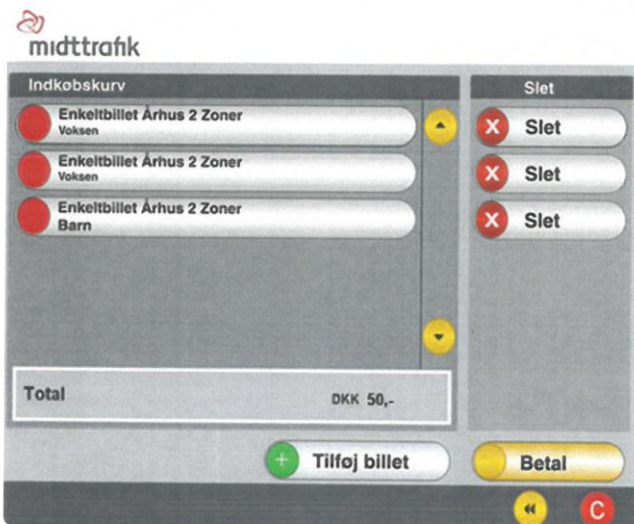 midttrafik
Indkøbskurv
Slet
Enkeltbillet Århus 2 Zoner
Voksen
X Slet
Enkeltbillet Århus 2 Zoner
Voksen
X Slet
Enkeltbillet Århus 2 Zoner
Barn
X Slet
Total DKK 50,-
+ Tilføj billet
Betal
C